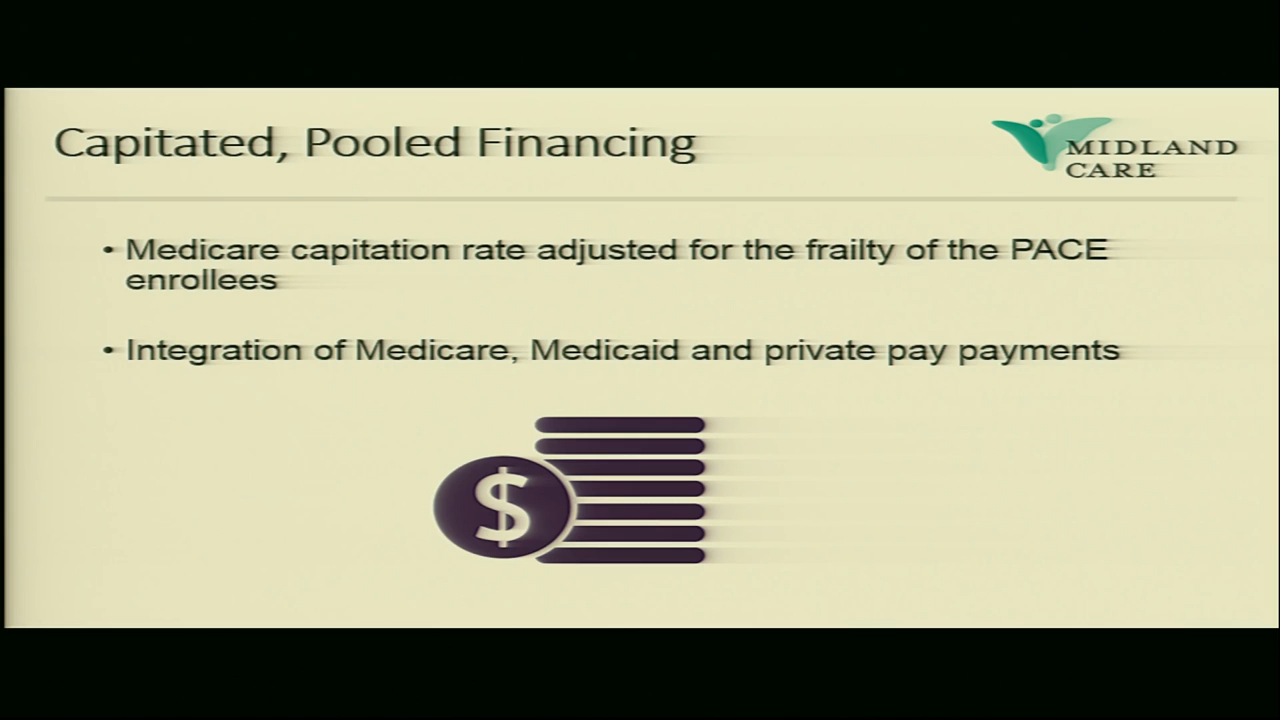 Capitated, Pooled Financing
MIDLAND
CARE
• Medicare capitation rate adjusted for the frailty of the PACE
enrollees
• Integration of Medicare, Medicaid and private pay payments
$